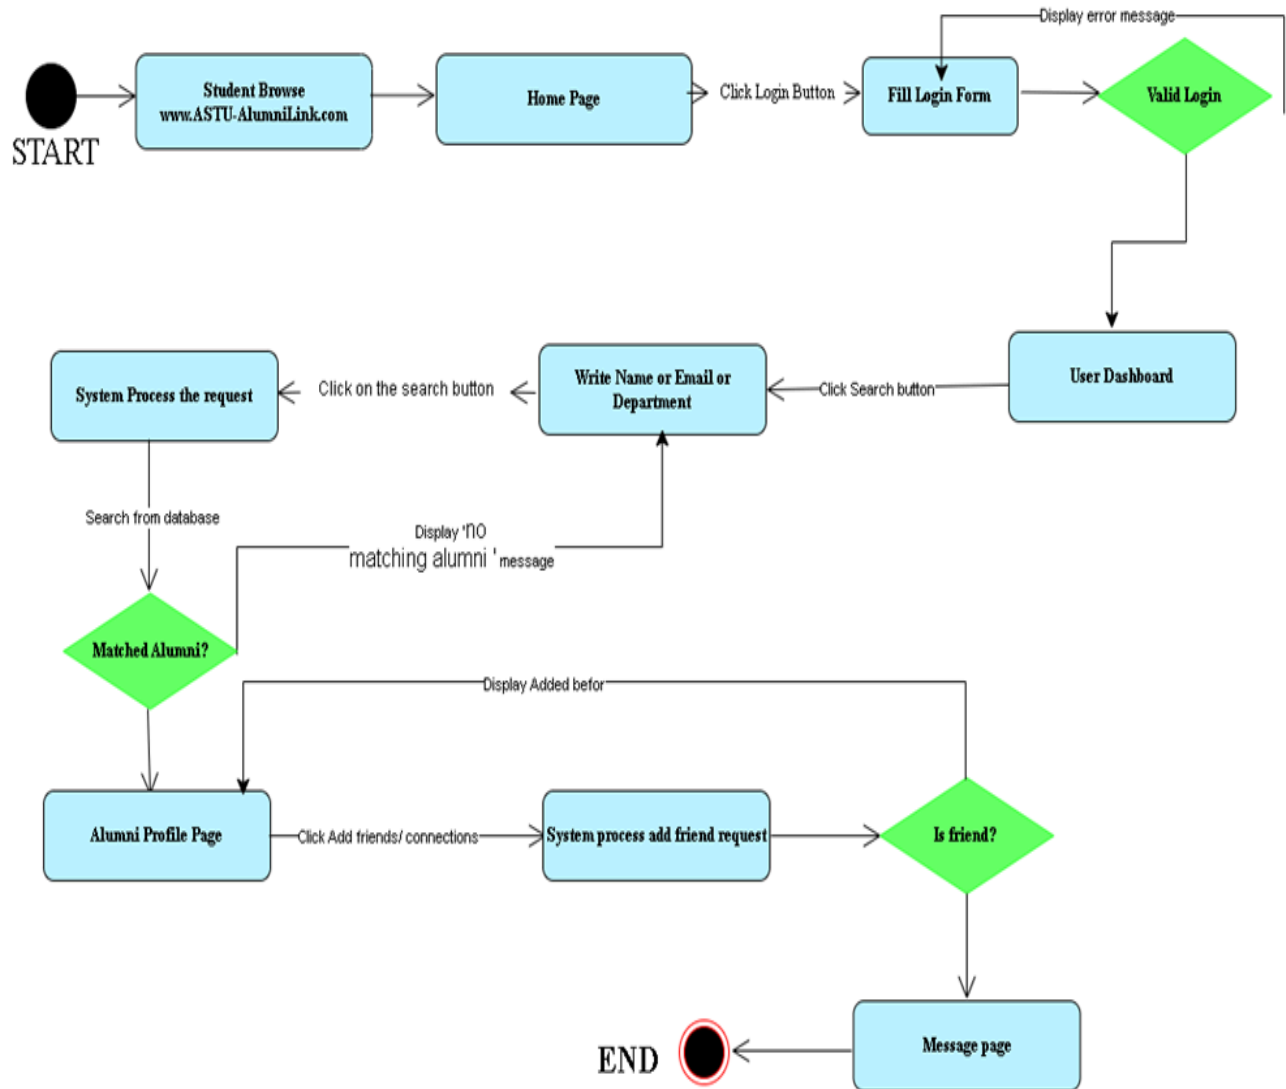 Display error message
START
Student Browse
www.ASTU-AlumniLink.com
Home Page
Click Login Button
Fill Login Form
Valid Login
System Process the request
Click on the search button
Write Name or Email or
Department
Click Search button
User Dashboard
Search from database
Display 'no
matching alumni ' message
Matched Alumni?
Display Added befor
Alumni Profile Page
Click Add friends/ connections
System process add friend request
Is friend?
END
Message page